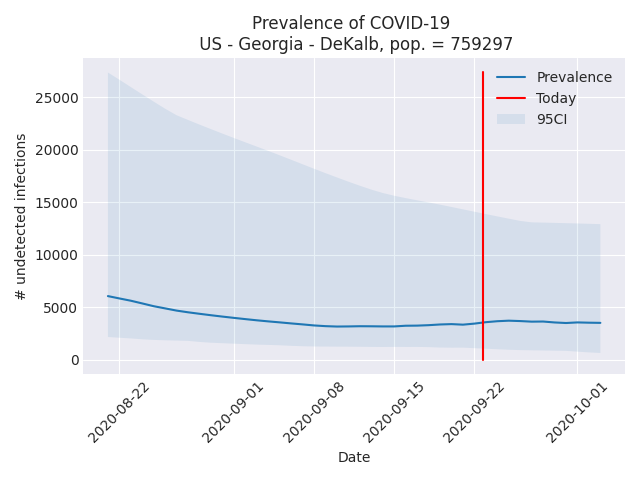 Prevalence of COVID-19
US - Georgia - DeKalb, pop. = 759297
Prevalence
Today
95CI
# undetected infections
25000
20000
15000
10000
5000
0
2020-08-22
2020-09-01
2020-09-08
2020-09-15
2020-09-22
2020-10-01
Date